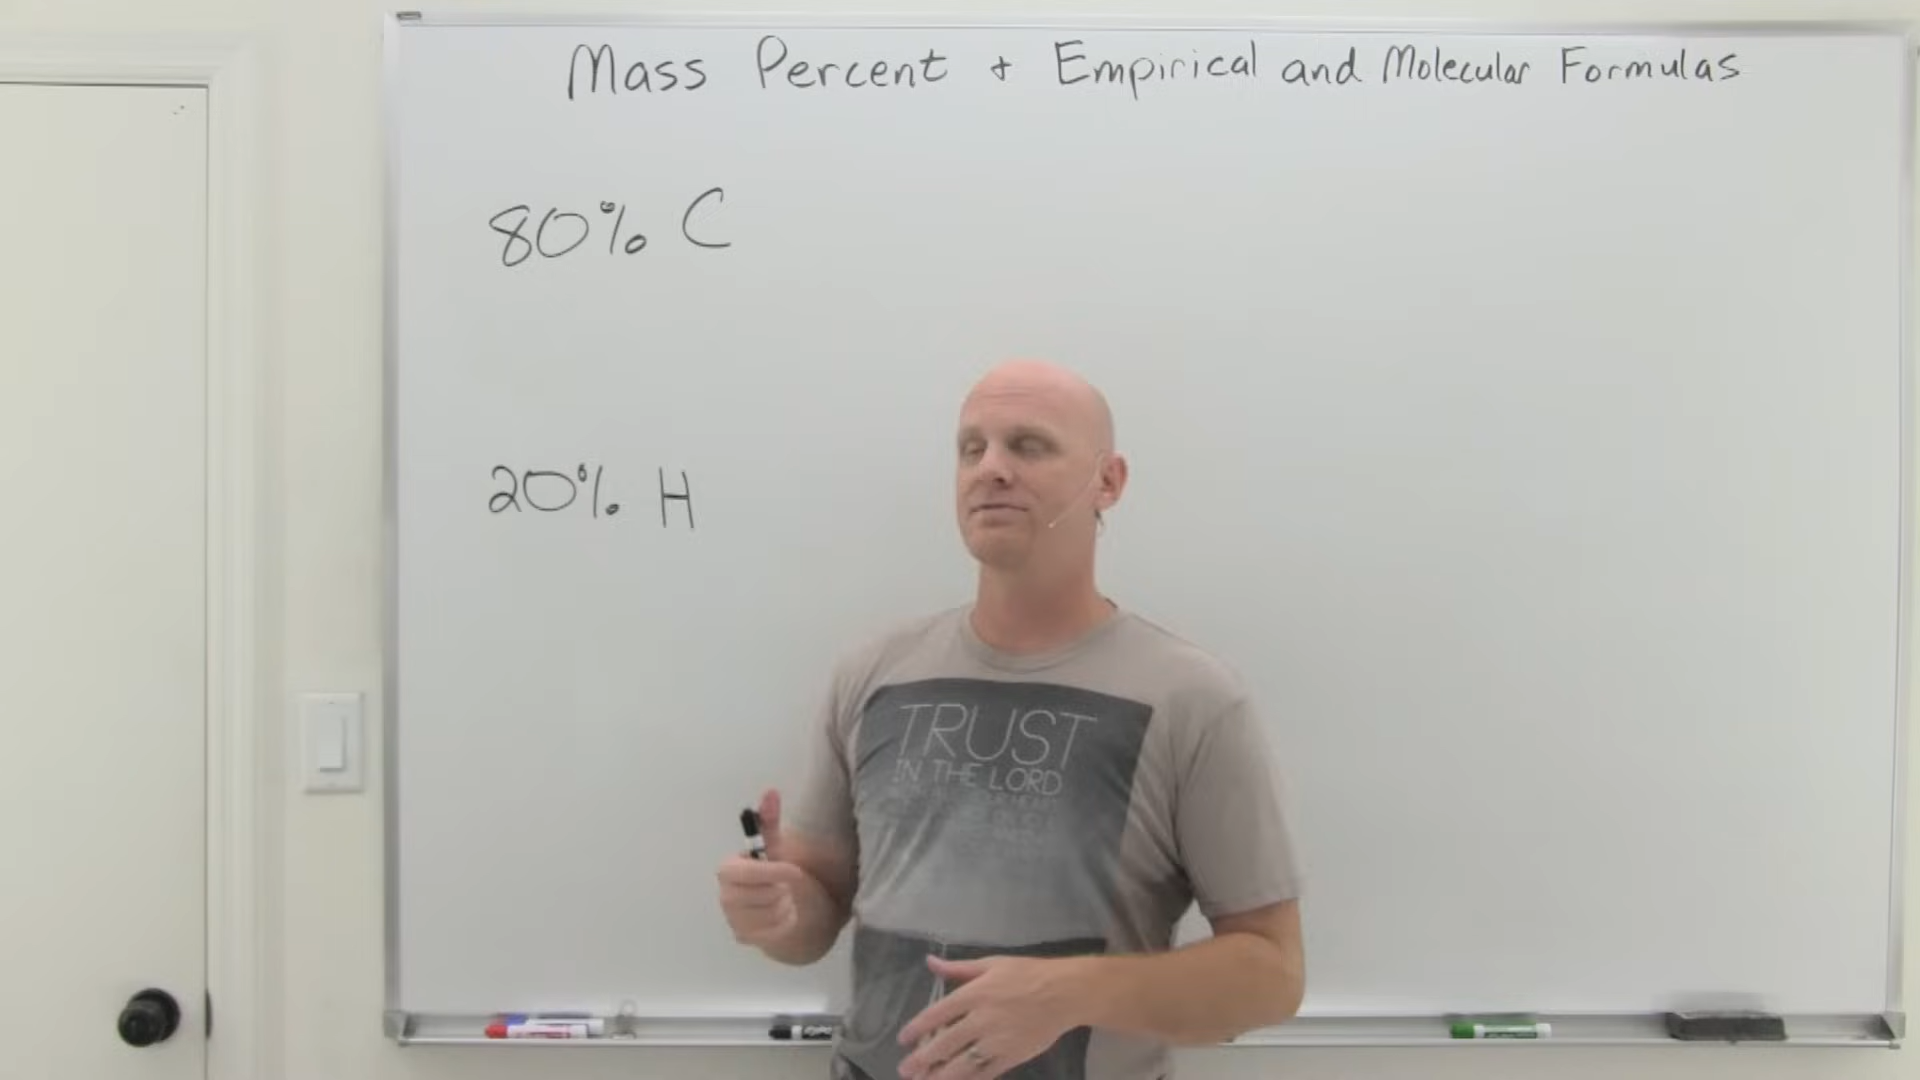 Mass Percent + Empirical and Molecular Formulas
80% C
20% H
TRUST
IN THE LORD